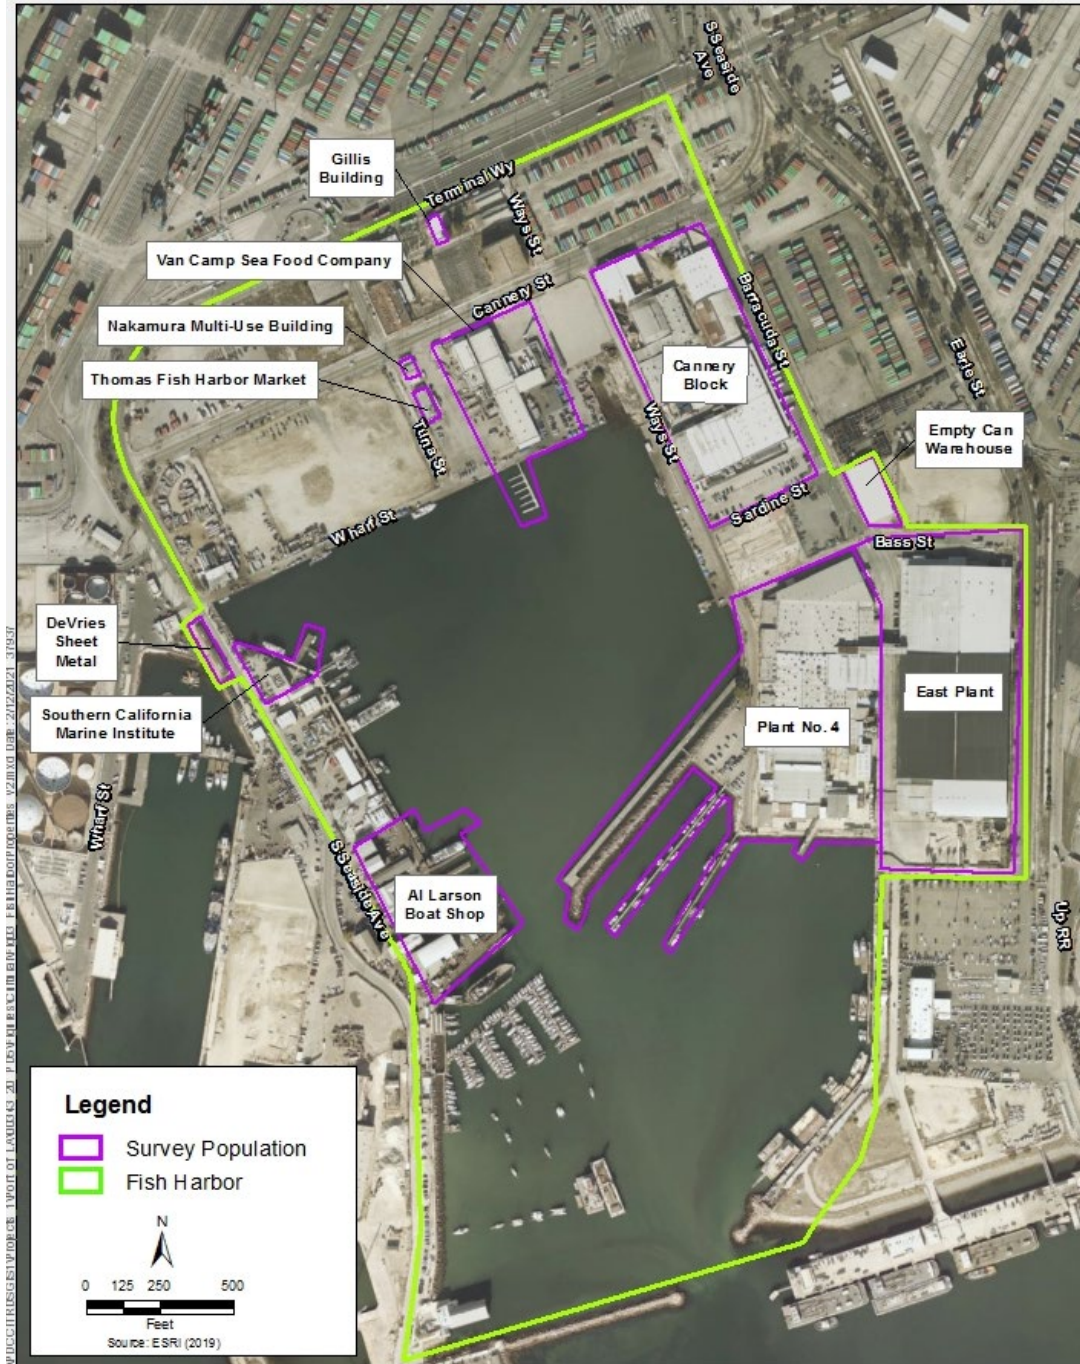 S Seaside
Ave
Gillis
Building
Terminal Wy
Ways St
Van Camp Sea Food Company
Cannery St
Nakamura Multi-Use Building
Barracuda St
Thomas Fish Harbor Market
Cannery
Block
Earle St
Tuna St
Ways St
Empty Can
Warehouse
Sardine St
Wharf St
Bass St
DeVries
Sheet
Metal
East Plant
Southern California
Marine Institute
Plant No. 4
Wharf St
S Seaside Ave
Al Larson
Boat Shop
Up RR
Legend
Survey Population
Fish Harbor
N
0 125 250 500
Feet
Source: ESRI (2019)